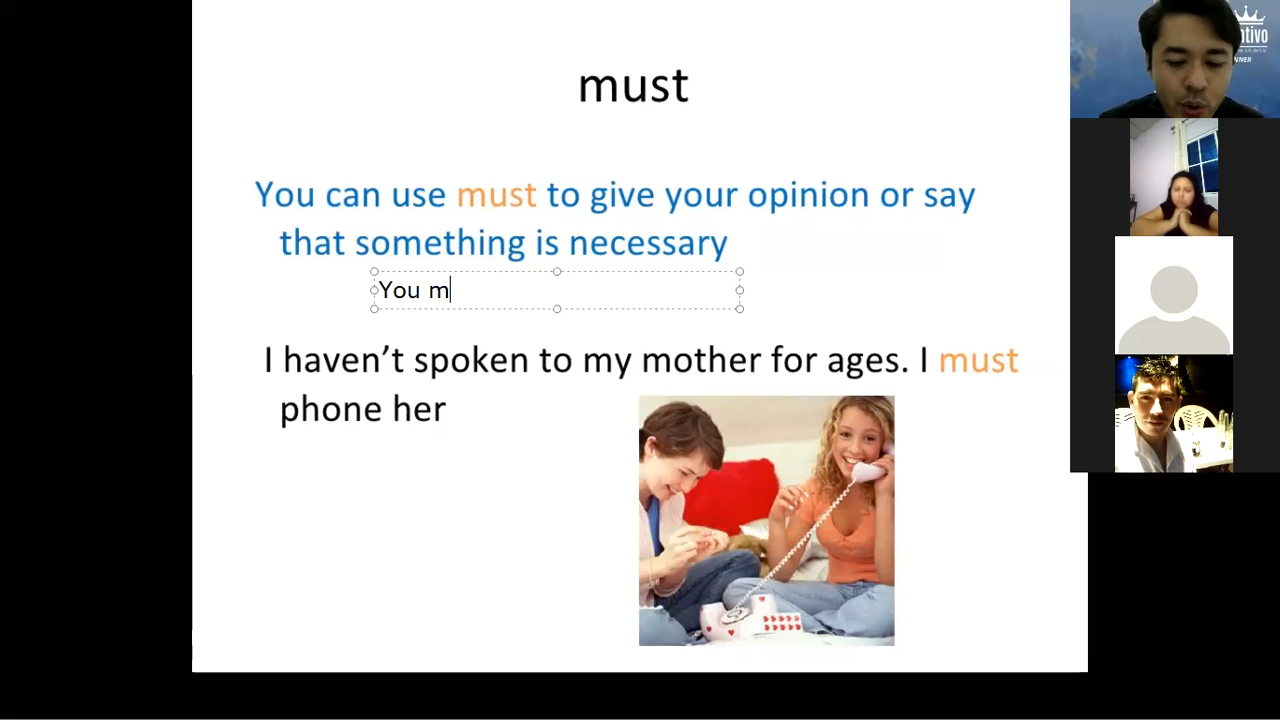 must
You can use must to give your opinion or say
that something is necessary
You m
I haven't spoken to my mother for ages. I must
phone her